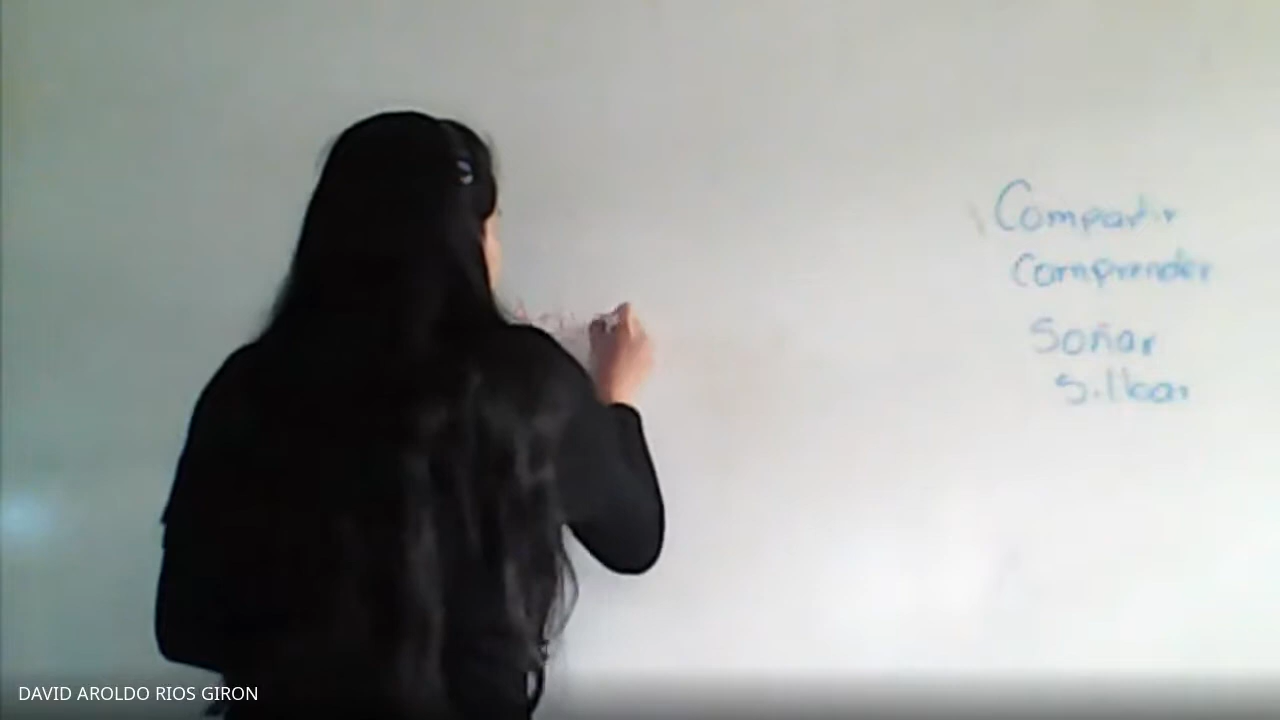 Compartir
Comprender
Soñar
Silbar
DAVID AROLDO RIOS GIRON